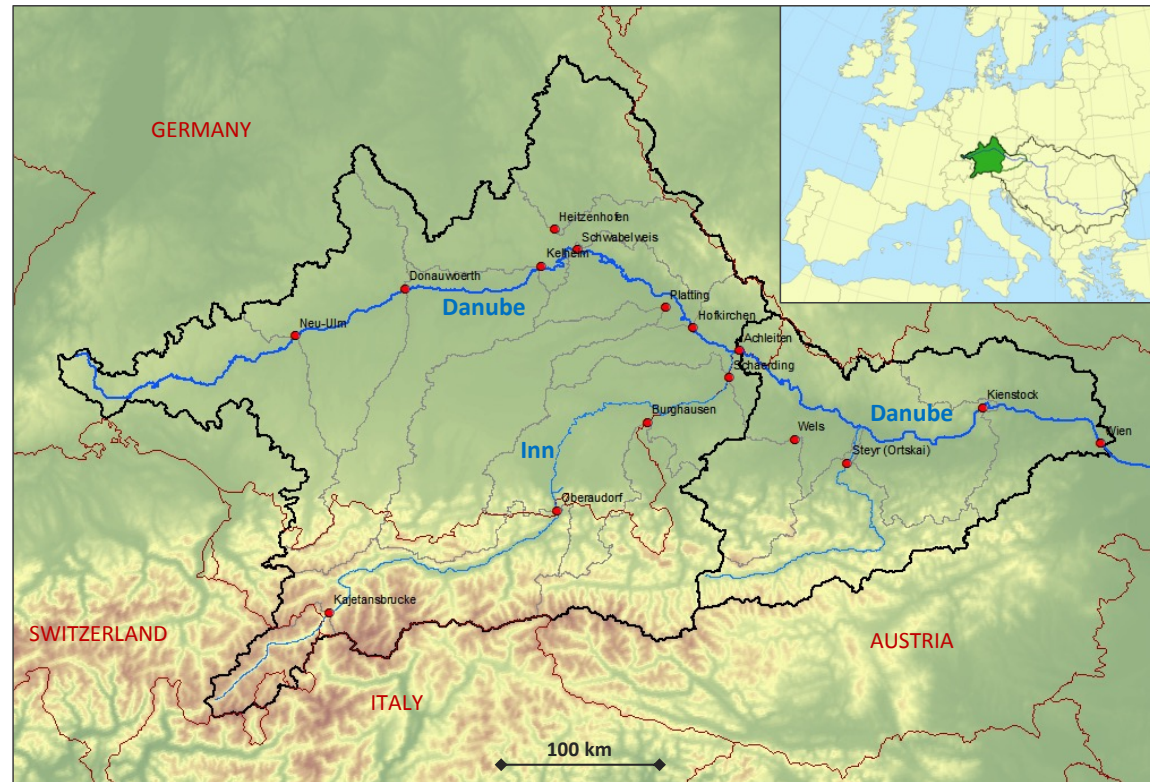 GERMANY
Heitzenhofen
Schwabelweis
Kelheim
Donauwoerth
Danube
Platting
Hofkirchen
Neu-Ulm
Achleiten
Schaerding
Danube
Kienstock
Burghausen
Wels
Wien
Inn
Steyr (Ortskai)
Oberaudorf
Kajetansbrucke
SWITZERLAND
AUSTRIA
ITALY
100 km